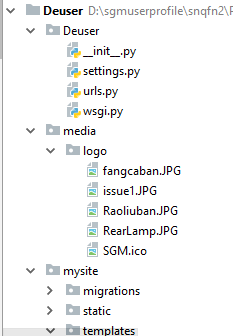 Deuser D:\sgmuserprofile\snqfn2\
Deuser
__init__.py
settings.py
urls.py
wsgi.py
media
logo
fangcaban.JPG
issue1.JPG
Raoliuban.JPG
RearLamp.JPG
SGM.ico
mysite
migrations
static
templates